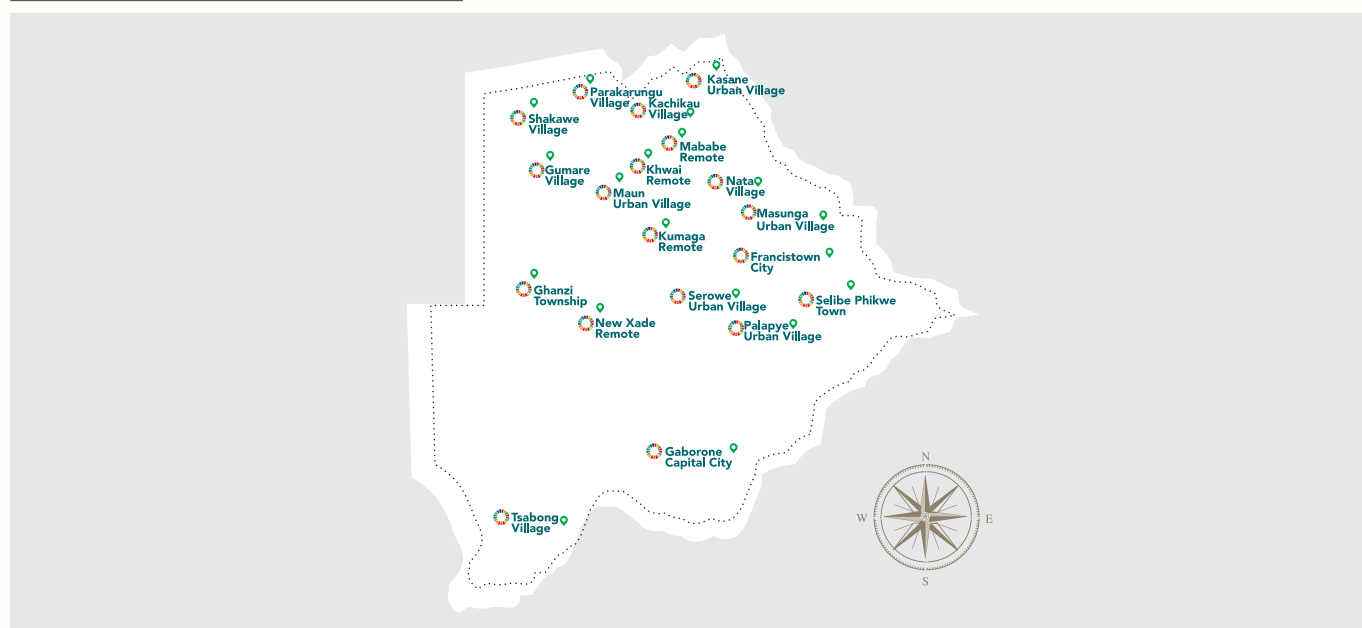 Kasane
Urban Village
Parakarungu
Village
Kachikau
Village
Shakawe
Village
Mababe
Remote
Gumare
Village
Khwai
Remote
Nata
Village
Maun
Urban Village
Masunga
Urban Village
Kumaga
Remote
Francistown
City
Ghanzi
Township
Serowe
Urban Village
Selibe Phikwe
Town
New Xade
Remote
Palapye
Urban Village
Gaborone
Capital City
Tsabong
Village
N
W
E
S